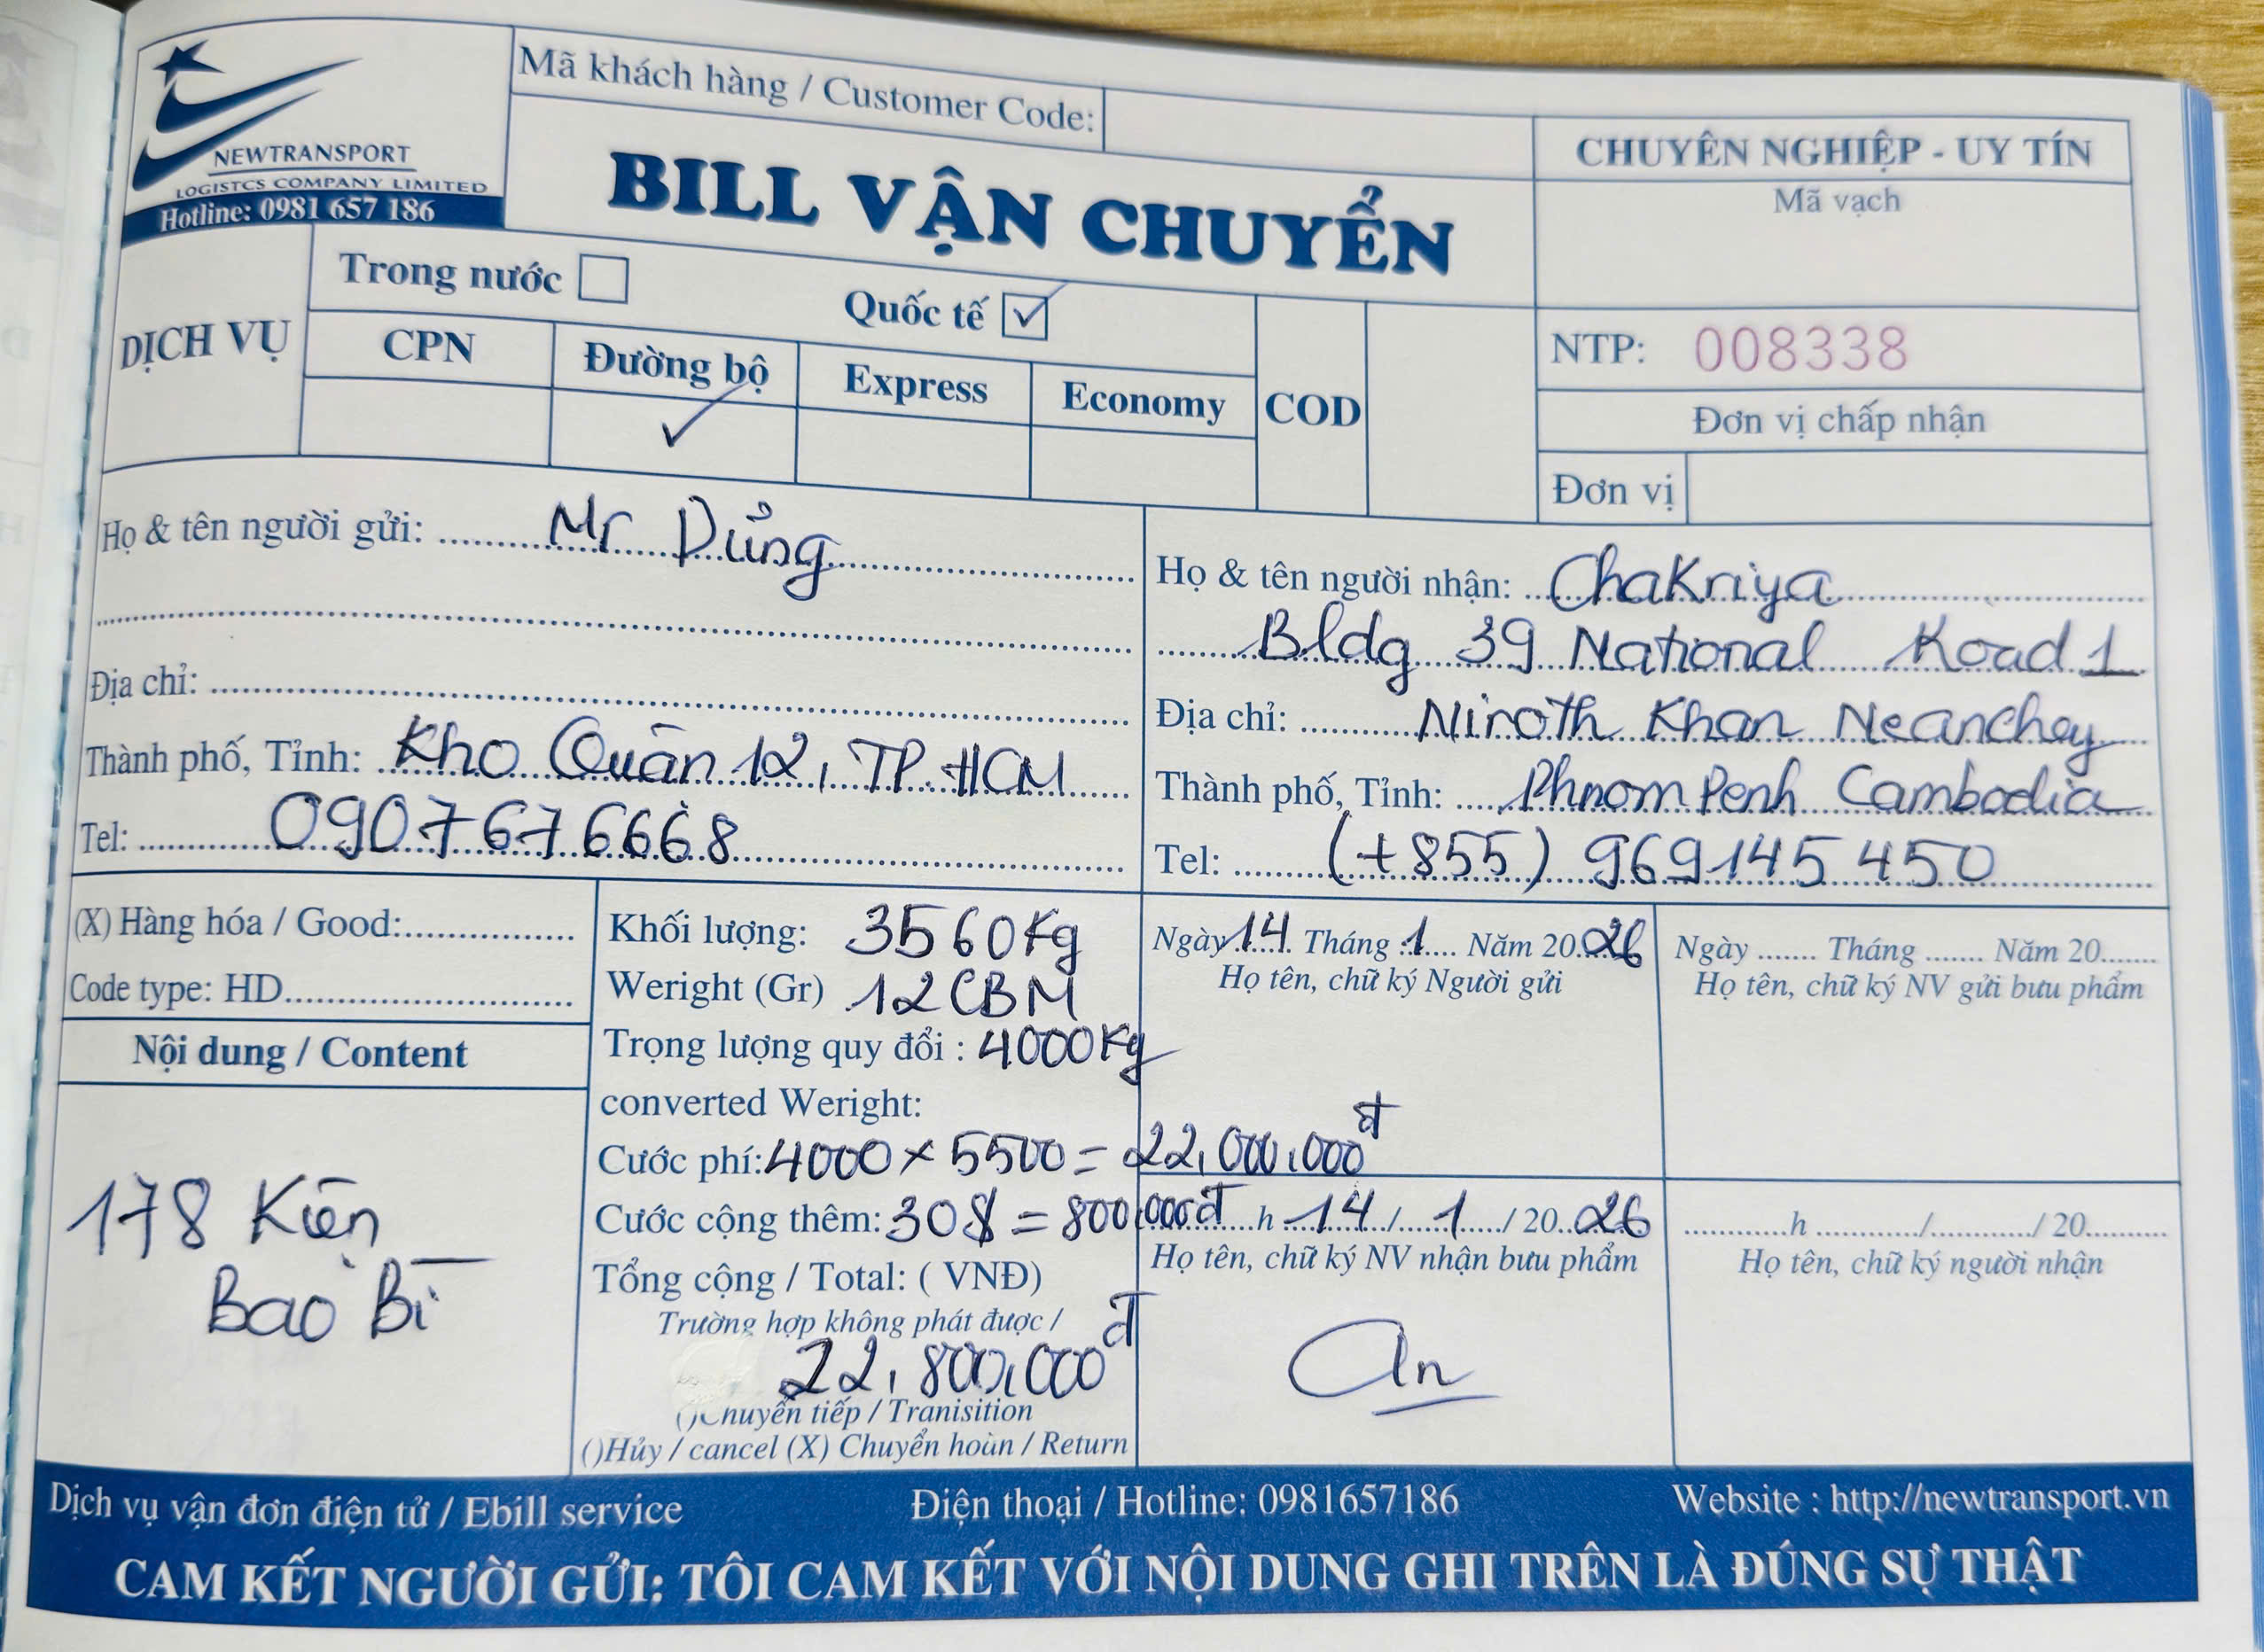 NEWTRANSPORT
LOGISTCS COMPANY LIMITED
Hotline: 0981 657 186
Mã khách hàng / Customer Code:
BILL VẬN CHUYỂN
CHUYÊN NGHIỆP - UY TÍN
Mã vạch
DỊCH VỤ
Trong nước
Quốc tế ✓
CPN
Đường bộ
Express
Economy
COD
✓
NTP: 008338
Đơn vị chấp nhận
Đơn vị
Họ & tên người gửi: Mr Dủng
Địa chỉ:
Thành phố, Tỉnh: Kho Quân 12, TP. HCM
Tel: 0907676668
Họ & tên người nhận: Chakriya
Bldg 39 National Road 1
Địa chỉ: Niroth Khan Neanchey
Thành phố, Tỉnh: Phnom Penh Cambodia
Tel: (+855) 969145450
(X) Hàng hóa / Good:
Code type: HD
Nội dung / Content
178 Kiên
Bao Bì
Khối lượng: 3560Kg
Weright (Gr) 12CBM
Trọng lượng quy đổi : 4000Kg
converted Weright:
Cước phí: 4000 x 5500 = 22,000,000đ
Cước cộng thêm: 30$ = 800.000đ
Tổng cộng / Total: ( VNĐ)
Trường hợp không phát được /
22,800,000đ
()Chuyển tiếp / Tranisition
()Hủy / cancel (X) Chuyển hoàn / Return
Ngày 14 Tháng 1 Năm 2026
Họ tên, chữ ký Người gửi
Ngày ....... Tháng ....... Năm 20.......
Họ tên, chữ ký NV gửi bưu phẩm
h 14 / 1 / 2026
Họ tên, chữ ký NV nhận bưu phẩm
An
............h ............/............/ 20..........
Họ tên, chữ ký người nhận
Dịch vụ vận đơn điện tử / Ebill service
Điện thoại / Hotline: 0981657186
Website : http://newtransport.vn
CAM KẾT NGƯỜI GỬI: TÔI CAM KẾT VỚI NỘI DUNG GHI TRÊN LÀ ĐÚNG SỰ THẬT